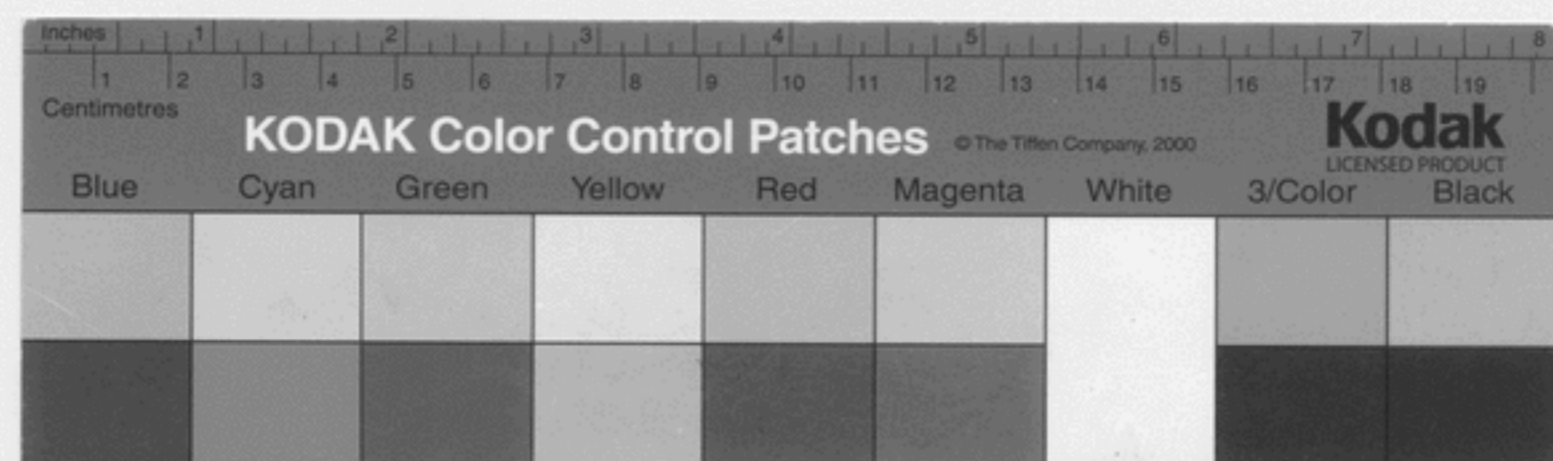 Inches 1 2 3 4 5 6 7 8
1 2 3 4 5 6 7 8 9 10 11 12 13 14 15 16 17 18 19
Centimetres
KODAK Color Control Patches © The Tiffen Company, 2000 Kodak
LICENSED PRODUCT
Blue Cyan Green Yellow Red Magenta White 3/Color Black